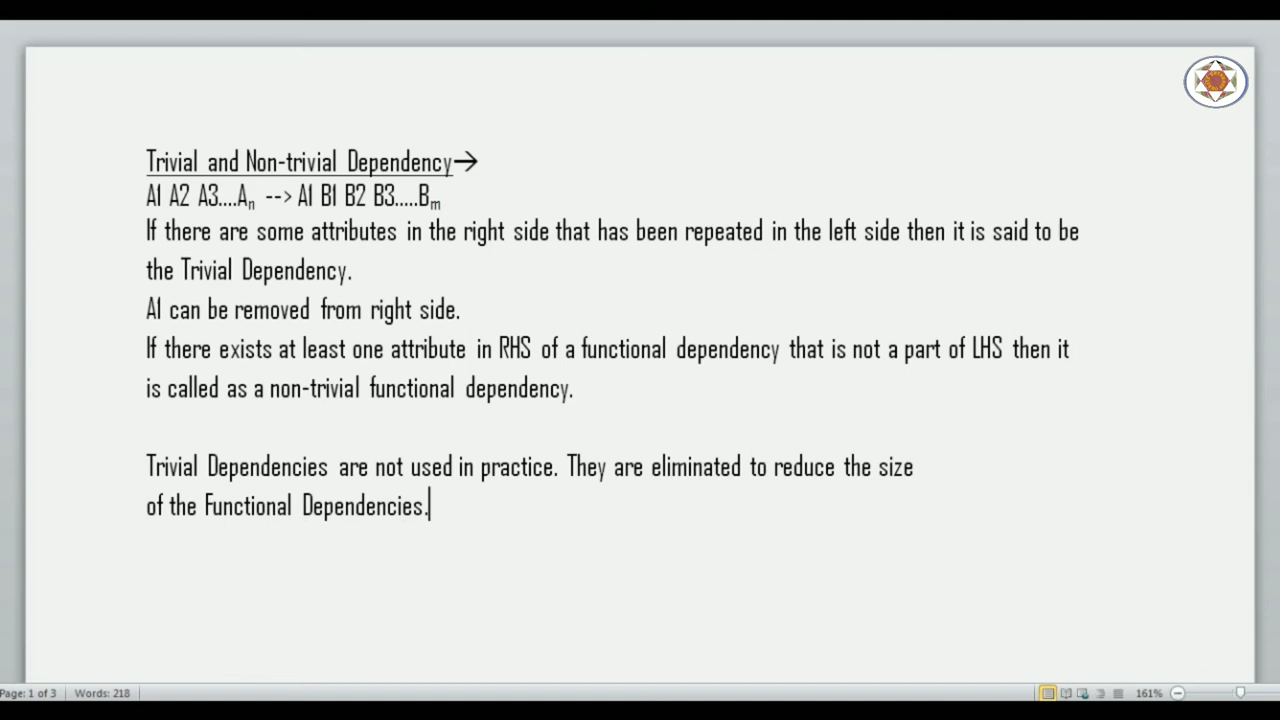 Trivial and Non-trivial Dependency→
A1 A2 A3....An --> A1 B1 B2 B3.....Bm
If there are some attributes in the right side that has been repeated in the left side then it is said to be
the Trivial Dependency.
A1 can be removed from right side.
If there exists at least one attribute in RHS of a functional dependency that is not a part of LHS then it
is called as a non-trivial functional dependency.
Trivial Dependencies are not used in practice. They are eliminated to reduce the size
of the Functional Dependencies.
Page: 1 of 3 Words: 218 161%